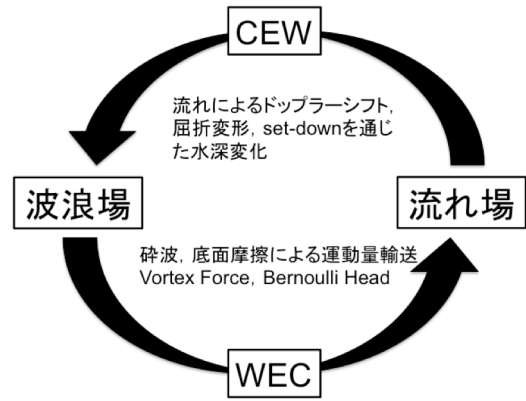 CEW
流れによるドップラーシフト,
屈折変形, set-downを通じ
た水深変化
波浪場
流れ場
砕波, 底面摩擦による運動量輸送
Vortex Force, Bernoulli Head
WEC